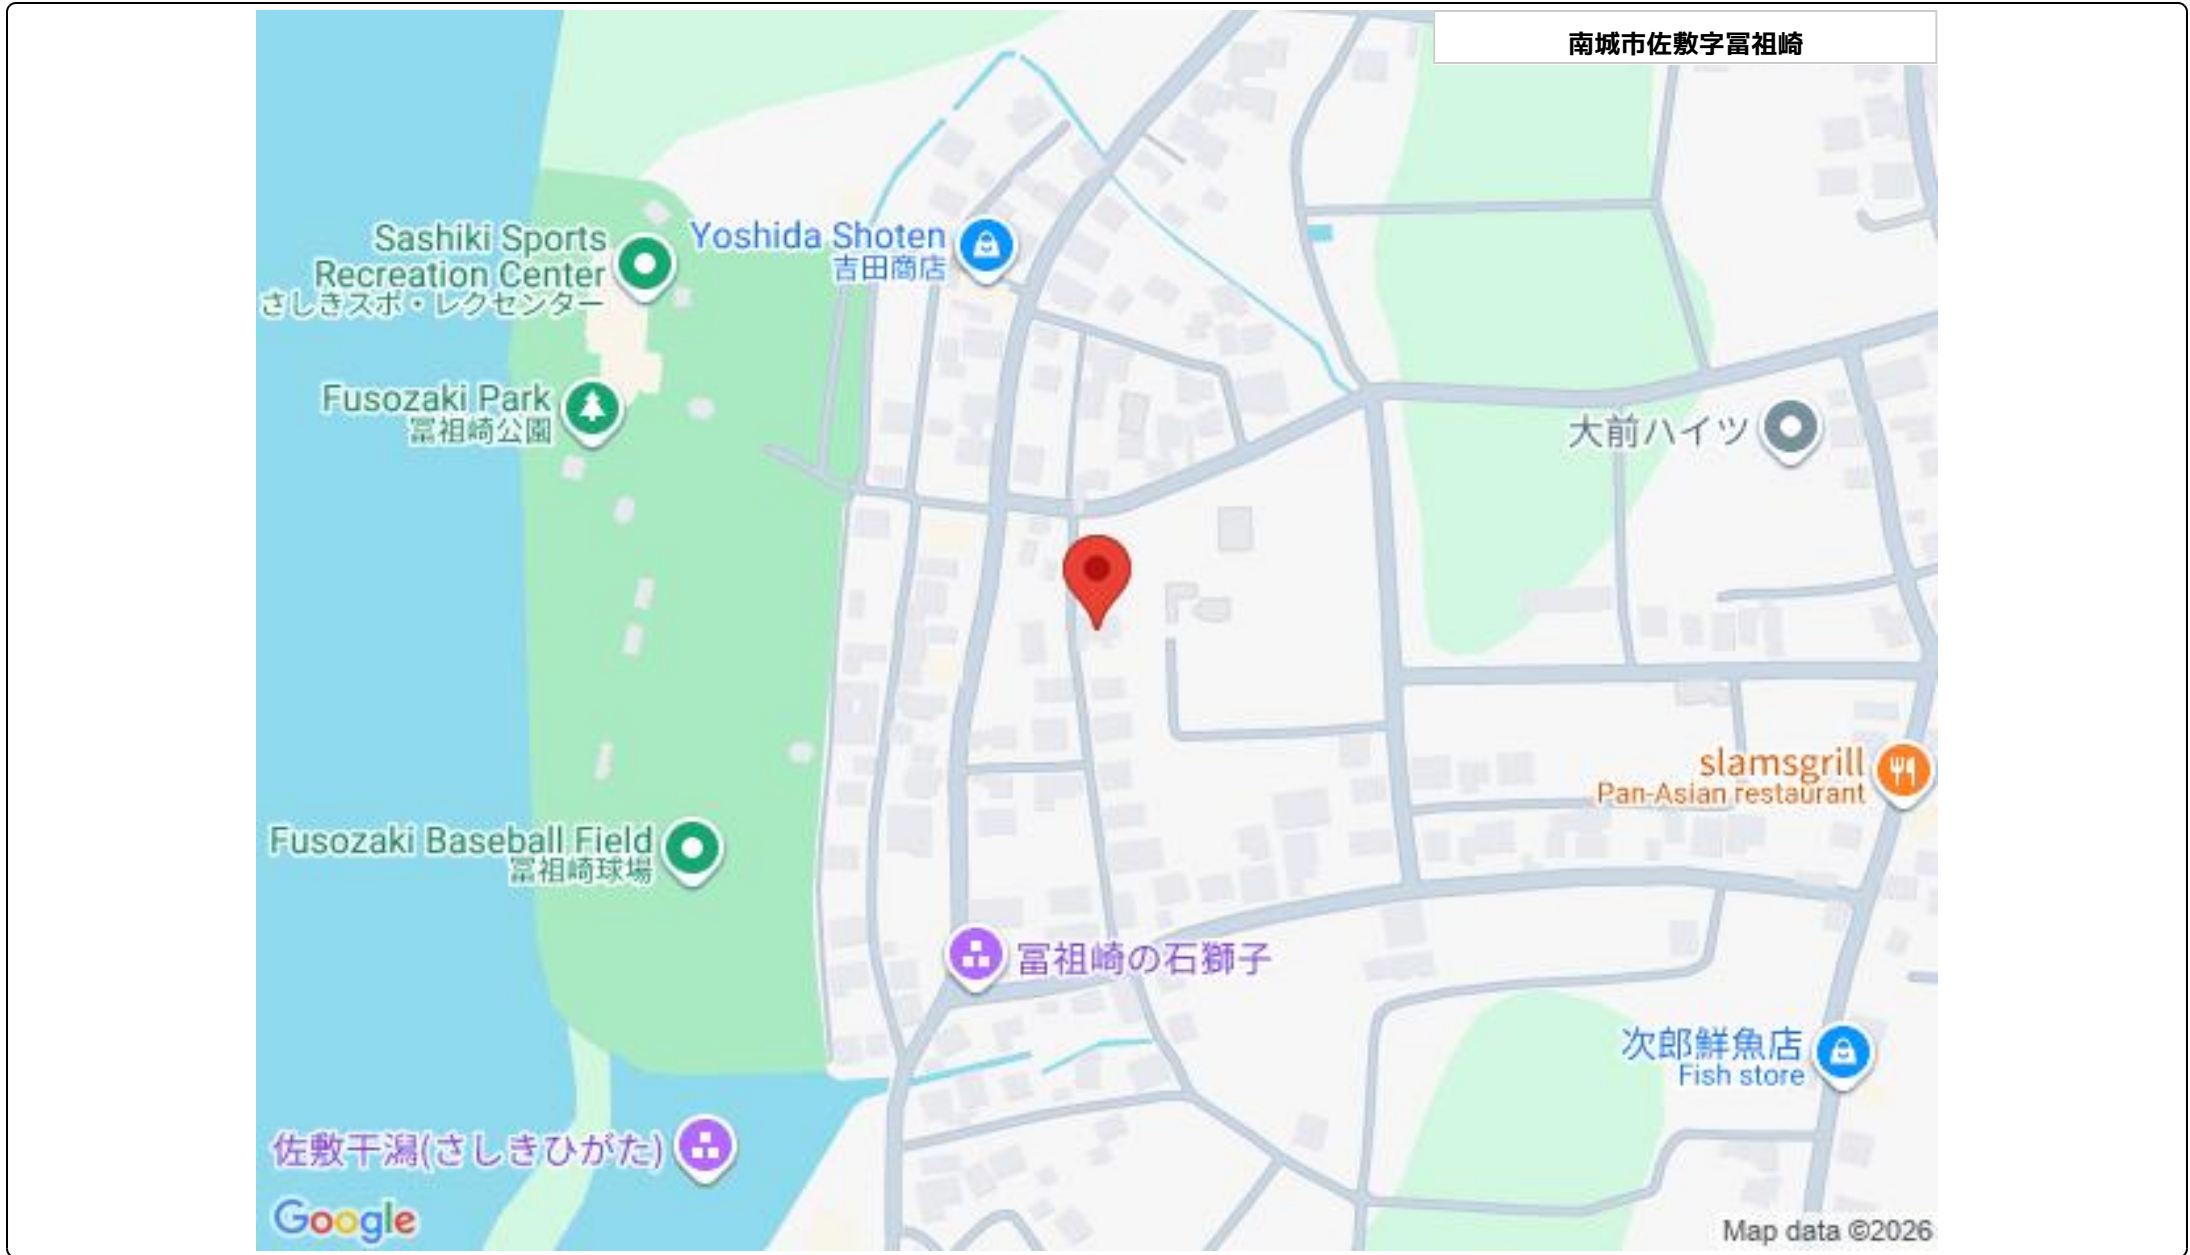 南城市佐敷字冨祖崎
Sashiki Sports
Recreation Center
さしきスポ・レクセンター
Yoshida Shoten
吉田商店
Fusozaki Park
冨祖崎公園
大前ハイツ
slamsgrill
Pan-Asian restaurant
Fusozaki Baseball Field
冨祖崎球場
冨祖崎の石獅子
次郎鮮魚店
Fish store
佐敷干潟(さしきひがた)
Google
Map data ©2026